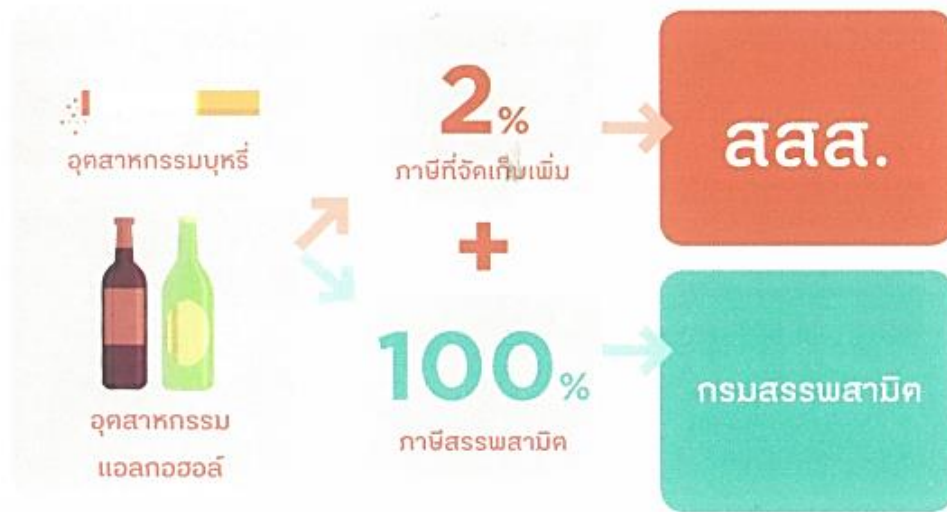 อุตสาหกรรมบุหรี่
อุตสาหกรรม
แอลกอฮอล์
2%
ภาษีที่จัดเก็บเพิ่ม
+
100%
ภาษีสรรพสามิต
สสส.
กรมสรรพสามิต